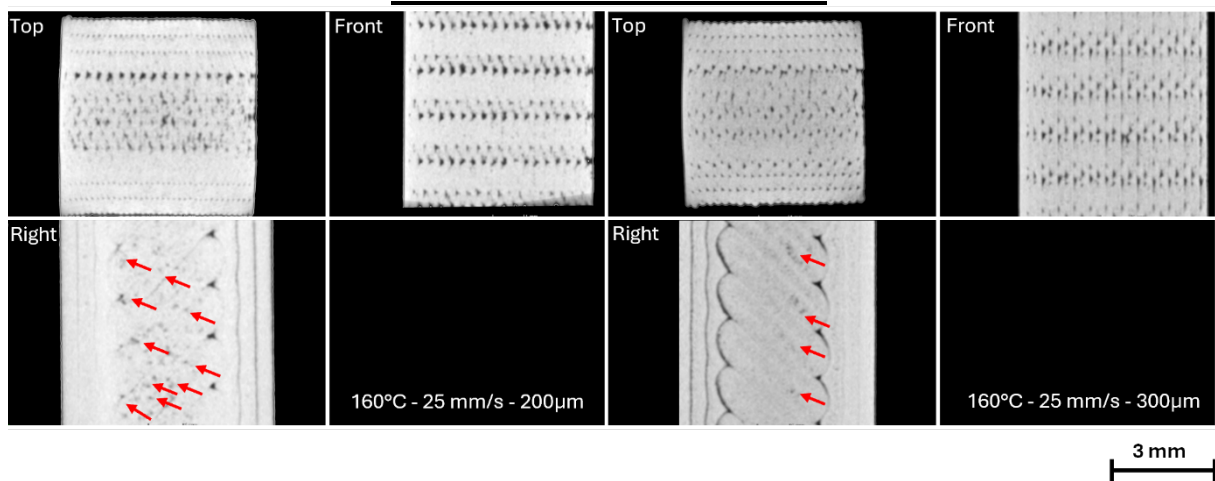 Top
Front
Top
Front
Right
160°C - 25 mm/s - 200µm
Right
160°C - 25 mm/s - 300µm
3 mm